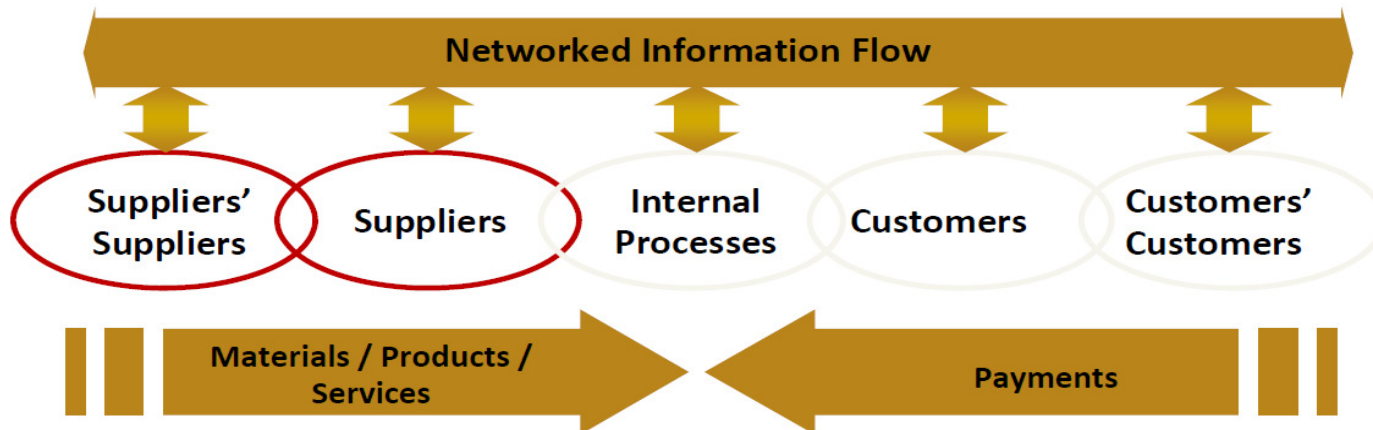 Networked Information Flow
Suppliers’
Suppliers
Suppliers
Internal
Processes
Customers
Customers’
Customers
Materials / Products /
Services
Payments